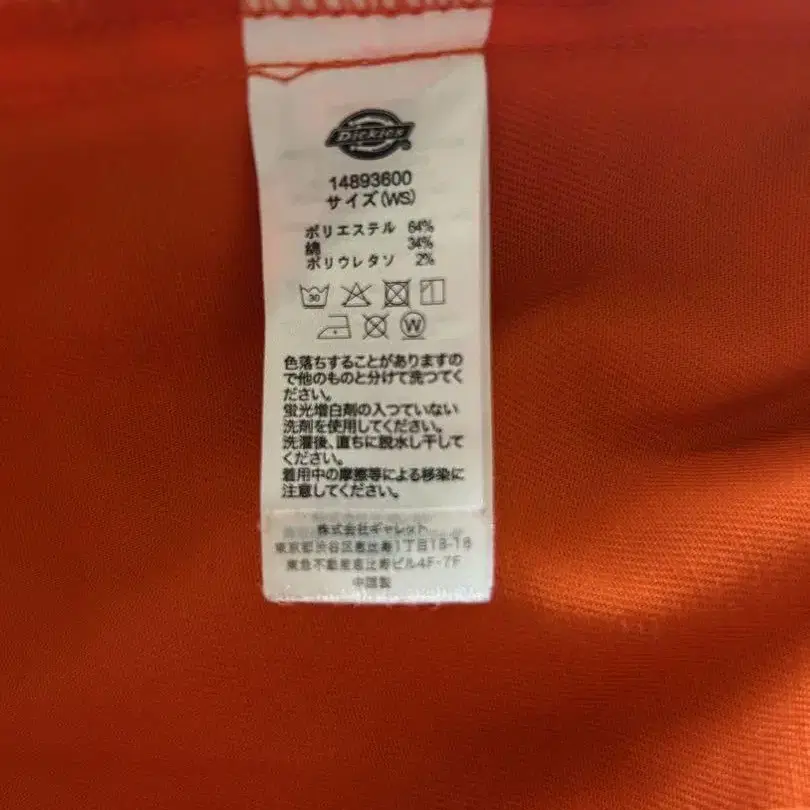 Dickies
14893600
サイズ(WS)
ポリエステル 64%
綿 34%
ポリウレタン 2%
30
W
色落ちすることがありますの
で他のものと分けて洗ってく
ださい。
蛍光増白剤の入っていない
洗剤を使用してください。
洗濯後、直ちに脱水し干して
ください。
着用中の摩擦等による移染に
注意してください。
株式会社ギャレット
東京都渋谷区恵比寿1丁目18-18
東急不動産恵比寿ビル4F-7F
中国製